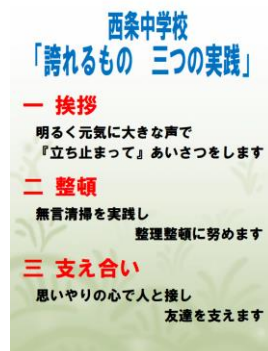 西条中学校
「誇れるもの　三つの実践」
一 挨拶
明るく元気に大きな声で
『立ち止まって』あいさつをします
二 整頓
無言清掃を実践し
整理整頓に努めます
三 支え合い
思いやりの心で人と接し
友達を支えます